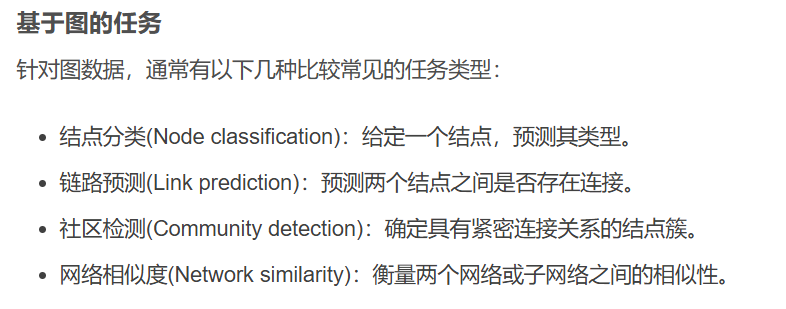 基于图的任务
针对图数据，通常有以下几种比较常见的任务类型：
• 结点分类(Node classification)：给定一个结点，预测其类型。
• 链路预测(Link prediction)：预测两个结点之间是否存在连接。
• 社区检测(Community detection)：确定具有紧密连接关系的结点簇。
• 网络相似度(Network similarity)：衡量两个网络或子网络之间的相似性。